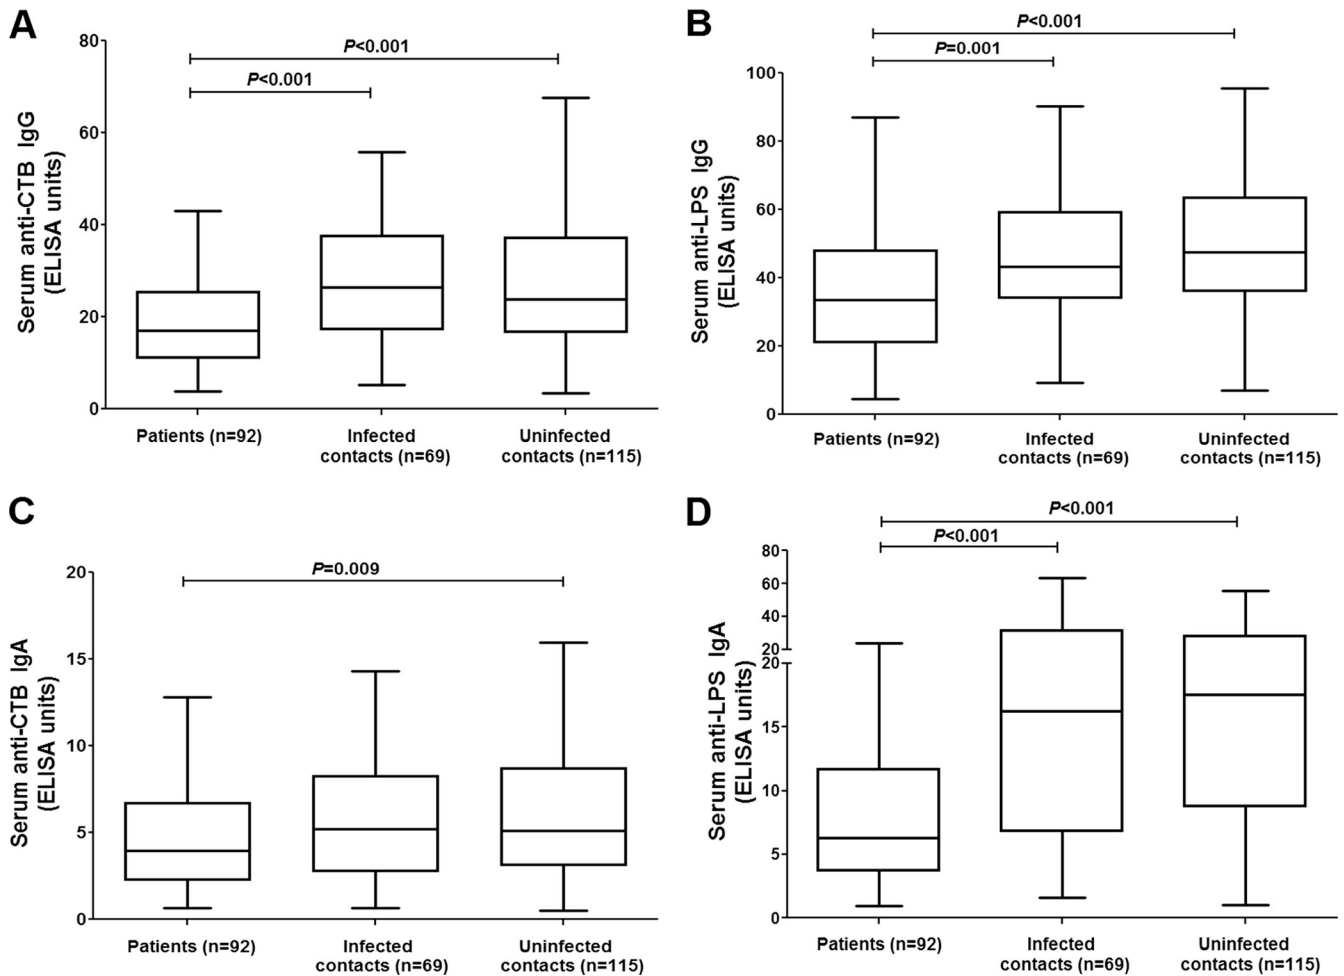 A
Serum anti-CTB IgG
(ELISA units)
80
60
40
20
0
P<0.001
P<0.001
Patients (n=92)
Infected
contacts (n=69)
Uninfected
contacts (n=115)
B
Serum anti-LPS IgG
(ELISA units)
100
80
60
40
20
0
P<0.001
P=0.001
Patients (n=92)
Infected
contacts (n=69)
Uninfected
contacts (n=115)
C
Serum anti-CTB IgA
(ELISA units)
20
15
10
5
0
P=0.009
Patients (n=92)
Infected
contacts (n=69)
Uninfected
contacts (n=115)
D
Serum anti-LPS IgA
(ELISA units)
80
60
40
20
20
15
10
5
0
P<0.001
P<0.001
Patients (n=92)
Infected
contacts (n=69)
Uninfected
contacts (n=115)